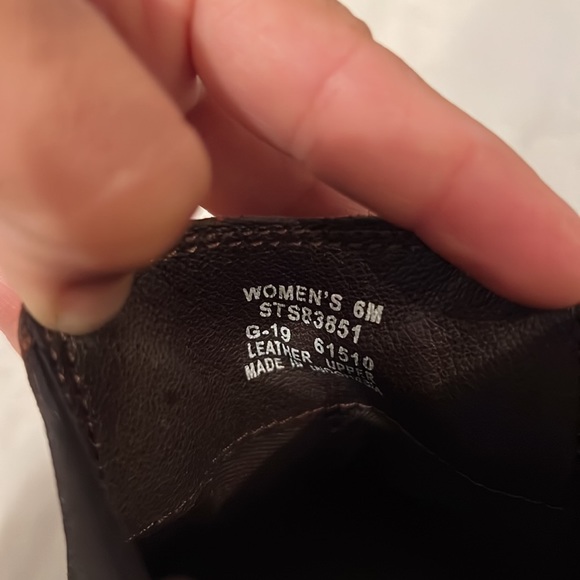 WOMEN'S 6M
STS83851
G-19 61510
LEATHER UPPER
MADE IN